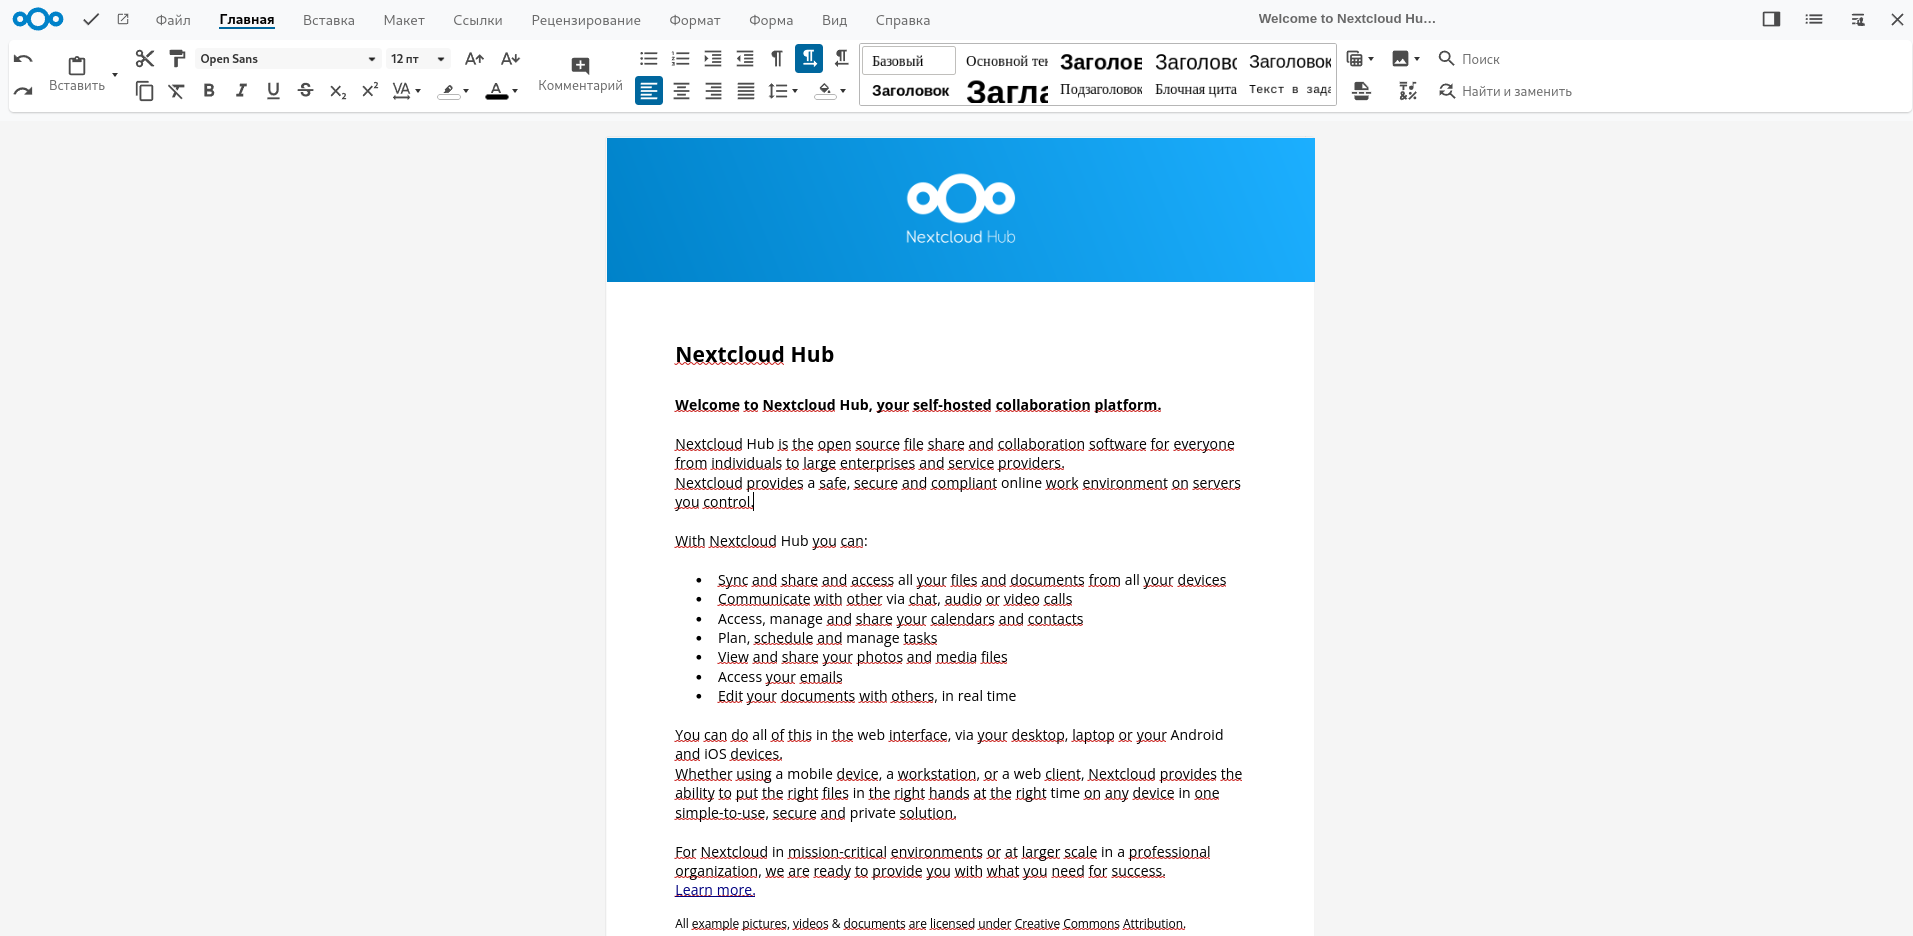 Файл Главная Вставка Макет Ссылки Рецензирование Формат Форма Вид Справка Welcome to Nextcloud Hu...
Open Sans 12 пт Базовый Основной тек Заголов Заголовс Заголовок Поиск
Вставить Комментарий Заголовок Загла Подзаголовок Блочная цита Текст в зада Найти и заменить
Nextcloud Hub
Nextcloud Hub
Welcome to Nextcloud Hub, your self-hosted collaboration platform.
Nextcloud Hub is the open source file share and collaboration software for everyone
from individuals to large enterprises and service providers.
Nextcloud provides a safe, secure and compliant online work environment on servers
you control.
With Nextcloud Hub you can:
• Sync and share and access all your files and documents from all your devices
• Communicate with other via chat, audio or video calls
• Access, manage and share your calendars and contacts
• Plan, schedule and manage tasks
• View and share your photos and media files
• Access your emails
• Edit your documents with others, in real time
You can do all of this in the web interface, via your desktop, laptop or your Android
and iOS devices.
Whether using a mobile device, a workstation, or a web client, Nextcloud provides the
ability to put the right files in the right hands at the right time on any device in one
simple-to-use, secure and private solution.
For Nextcloud in mission-critical environments or at larger scale in a professional
organization, we are ready to provide you with what you need for success.
Learn more.
All example pictures, videos & documents are licensed under Creative Commons Attribution.